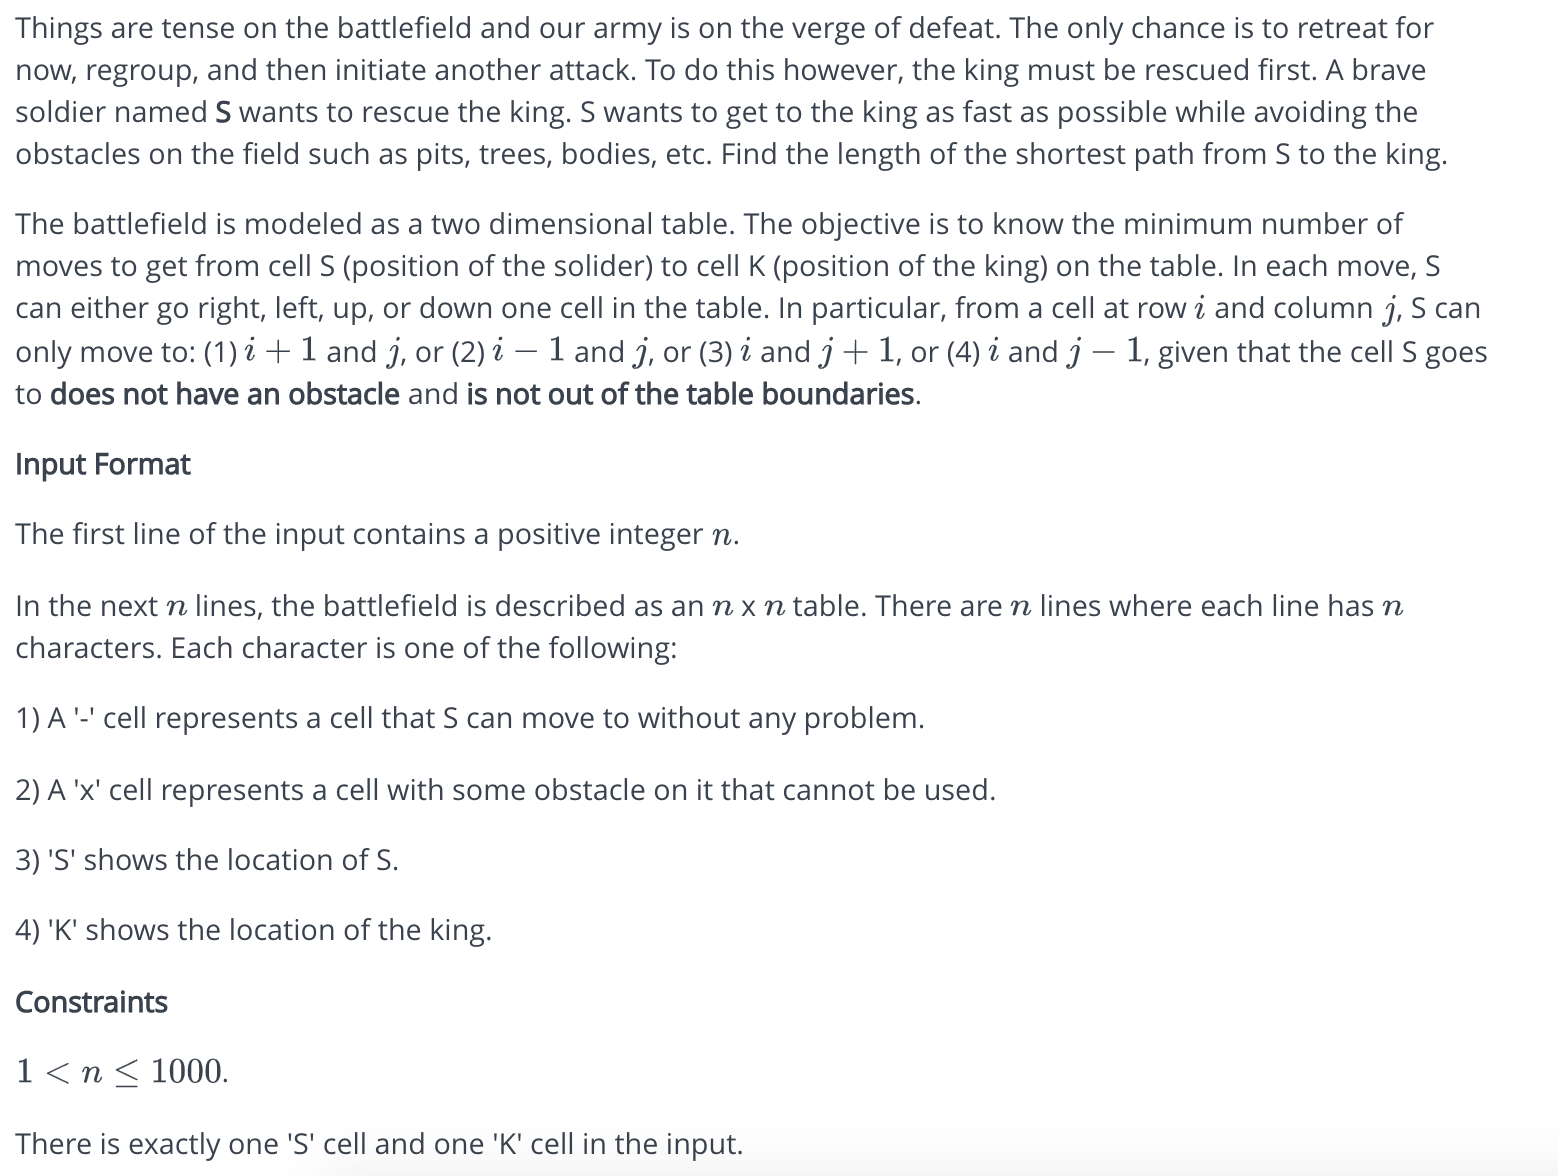 Things are tense on the battlefield and our army is on the verge of defeat. The only chance is to retreat for
now, regroup, and then initiate another attack. To do this however, the king must be rescued first. A brave
soldier named S wants to rescue the king. S wants to get to the king as fast as possible while avoiding the
obstacles on the field such as pits, trees, bodies, etc. Find the length of the shortest path from S to the king.
The battlefield is modeled as a two dimensional table. The objective is to know the minimum number of
moves to get from cell S (position of the solider) to cell K (position of the king) on the table. In each move, S
can either go right, left, up, or down one cell in the table. In particular, from a cell at row i and column j, S can
only move to: (1) i + 1 and j, or (2) i − 1 and j, or (3) i and j + 1, or (4) i and j − 1, given that the cell S goes
to does not have an obstacle and is not out of the table boundaries.
Input Format
The first line of the input contains a positive integer n.
In the next n lines, the battlefield is described as an n x n table. There are n lines where each line has n
characters. Each character is one of the following:
1) A '-' cell represents a cell that S can move to without any problem.
2) A 'x' cell represents a cell with some obstacle on it that cannot be used.
3) 'S' shows the location of S.
4) 'K' shows the location of the king.
Constraints
1 < n ≤ 1000.
There is exactly one 'S' cell and one 'K' cell in the input.